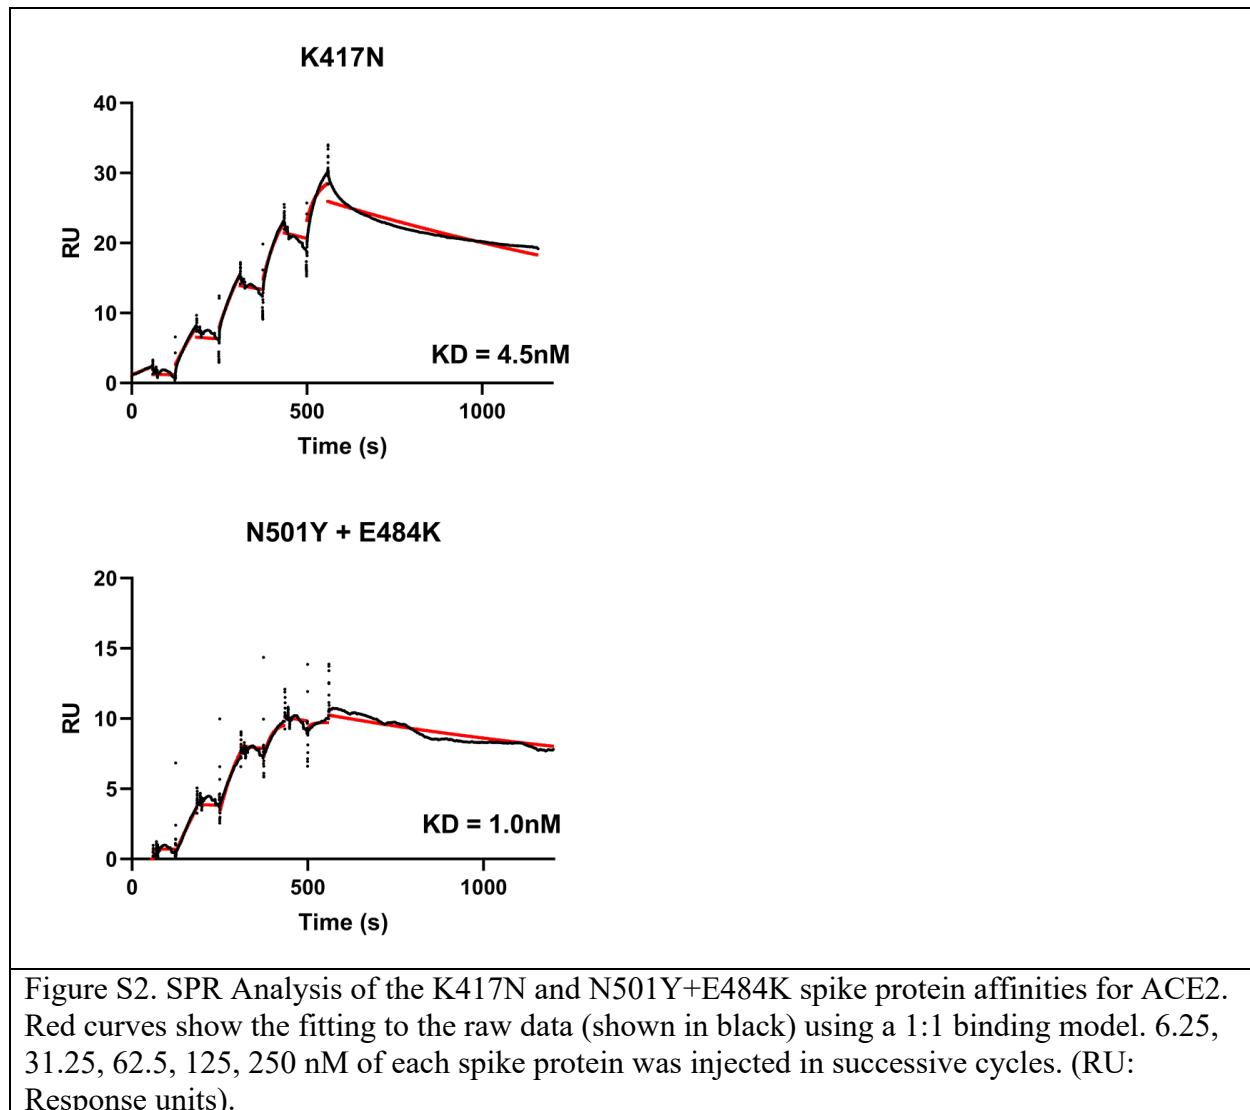 K417N
40
30
20
10
0
RU
KD = 4.5nM
0 500 1000
Time (s)
N501Y + E484K
20
15
10
5
0
RU
KD = 1.0nM
0 500 1000
Time (s)
Figure S2. SPR Analysis of the K417N and N501Y+E484K spike protein affinities for ACE2.
Red curves show the fitting to the raw data (shown in black) using a 1:1 binding model. 6.25,
31.25, 62.5, 125, 250 nM of each spike protein was injected in successive cycles. (RU:
Response units).